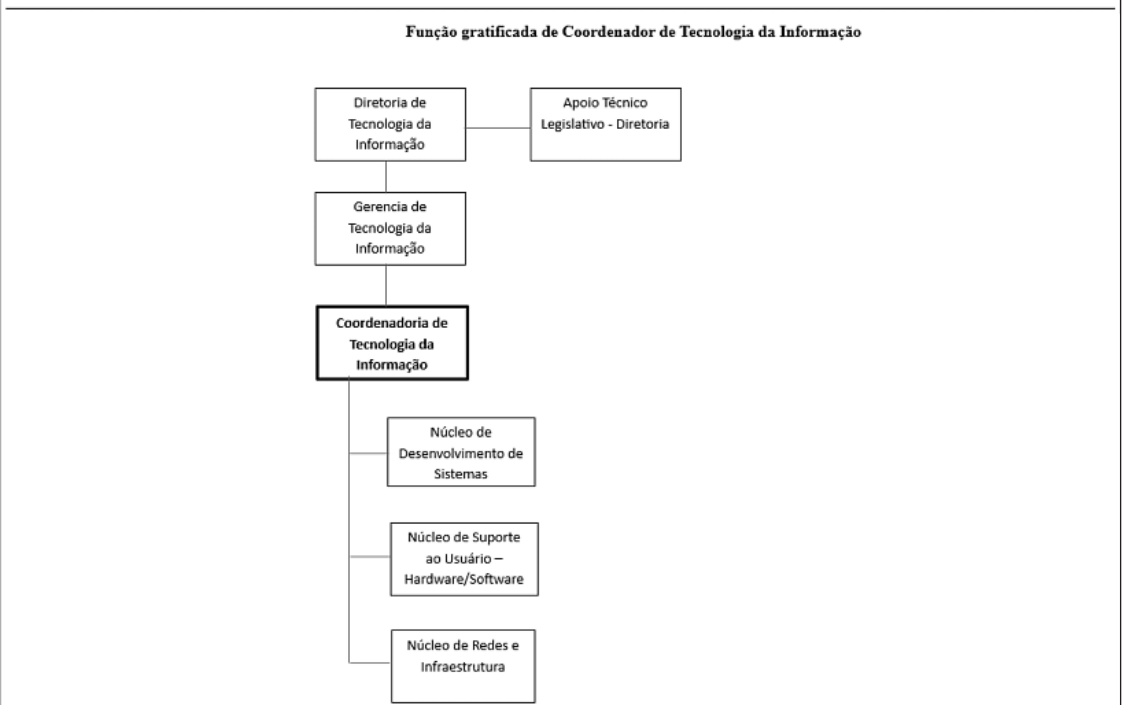 Função gratificada de Coordenador de Tecnologia da Informação
Diretoria de
Tecnologia da
Informação
Apoio Técnico
Legislativo - Diretoria
Gerencia de
Tecnologia da
Informação
Coordenadoria de
Tecnologia da
Informação
Núcleo de
Desenvolvimento de
Sistemas
Núcleo de Suporte
ao Usuário –
Hardware/Software
Núcleo de Redes e
Infraestrutura